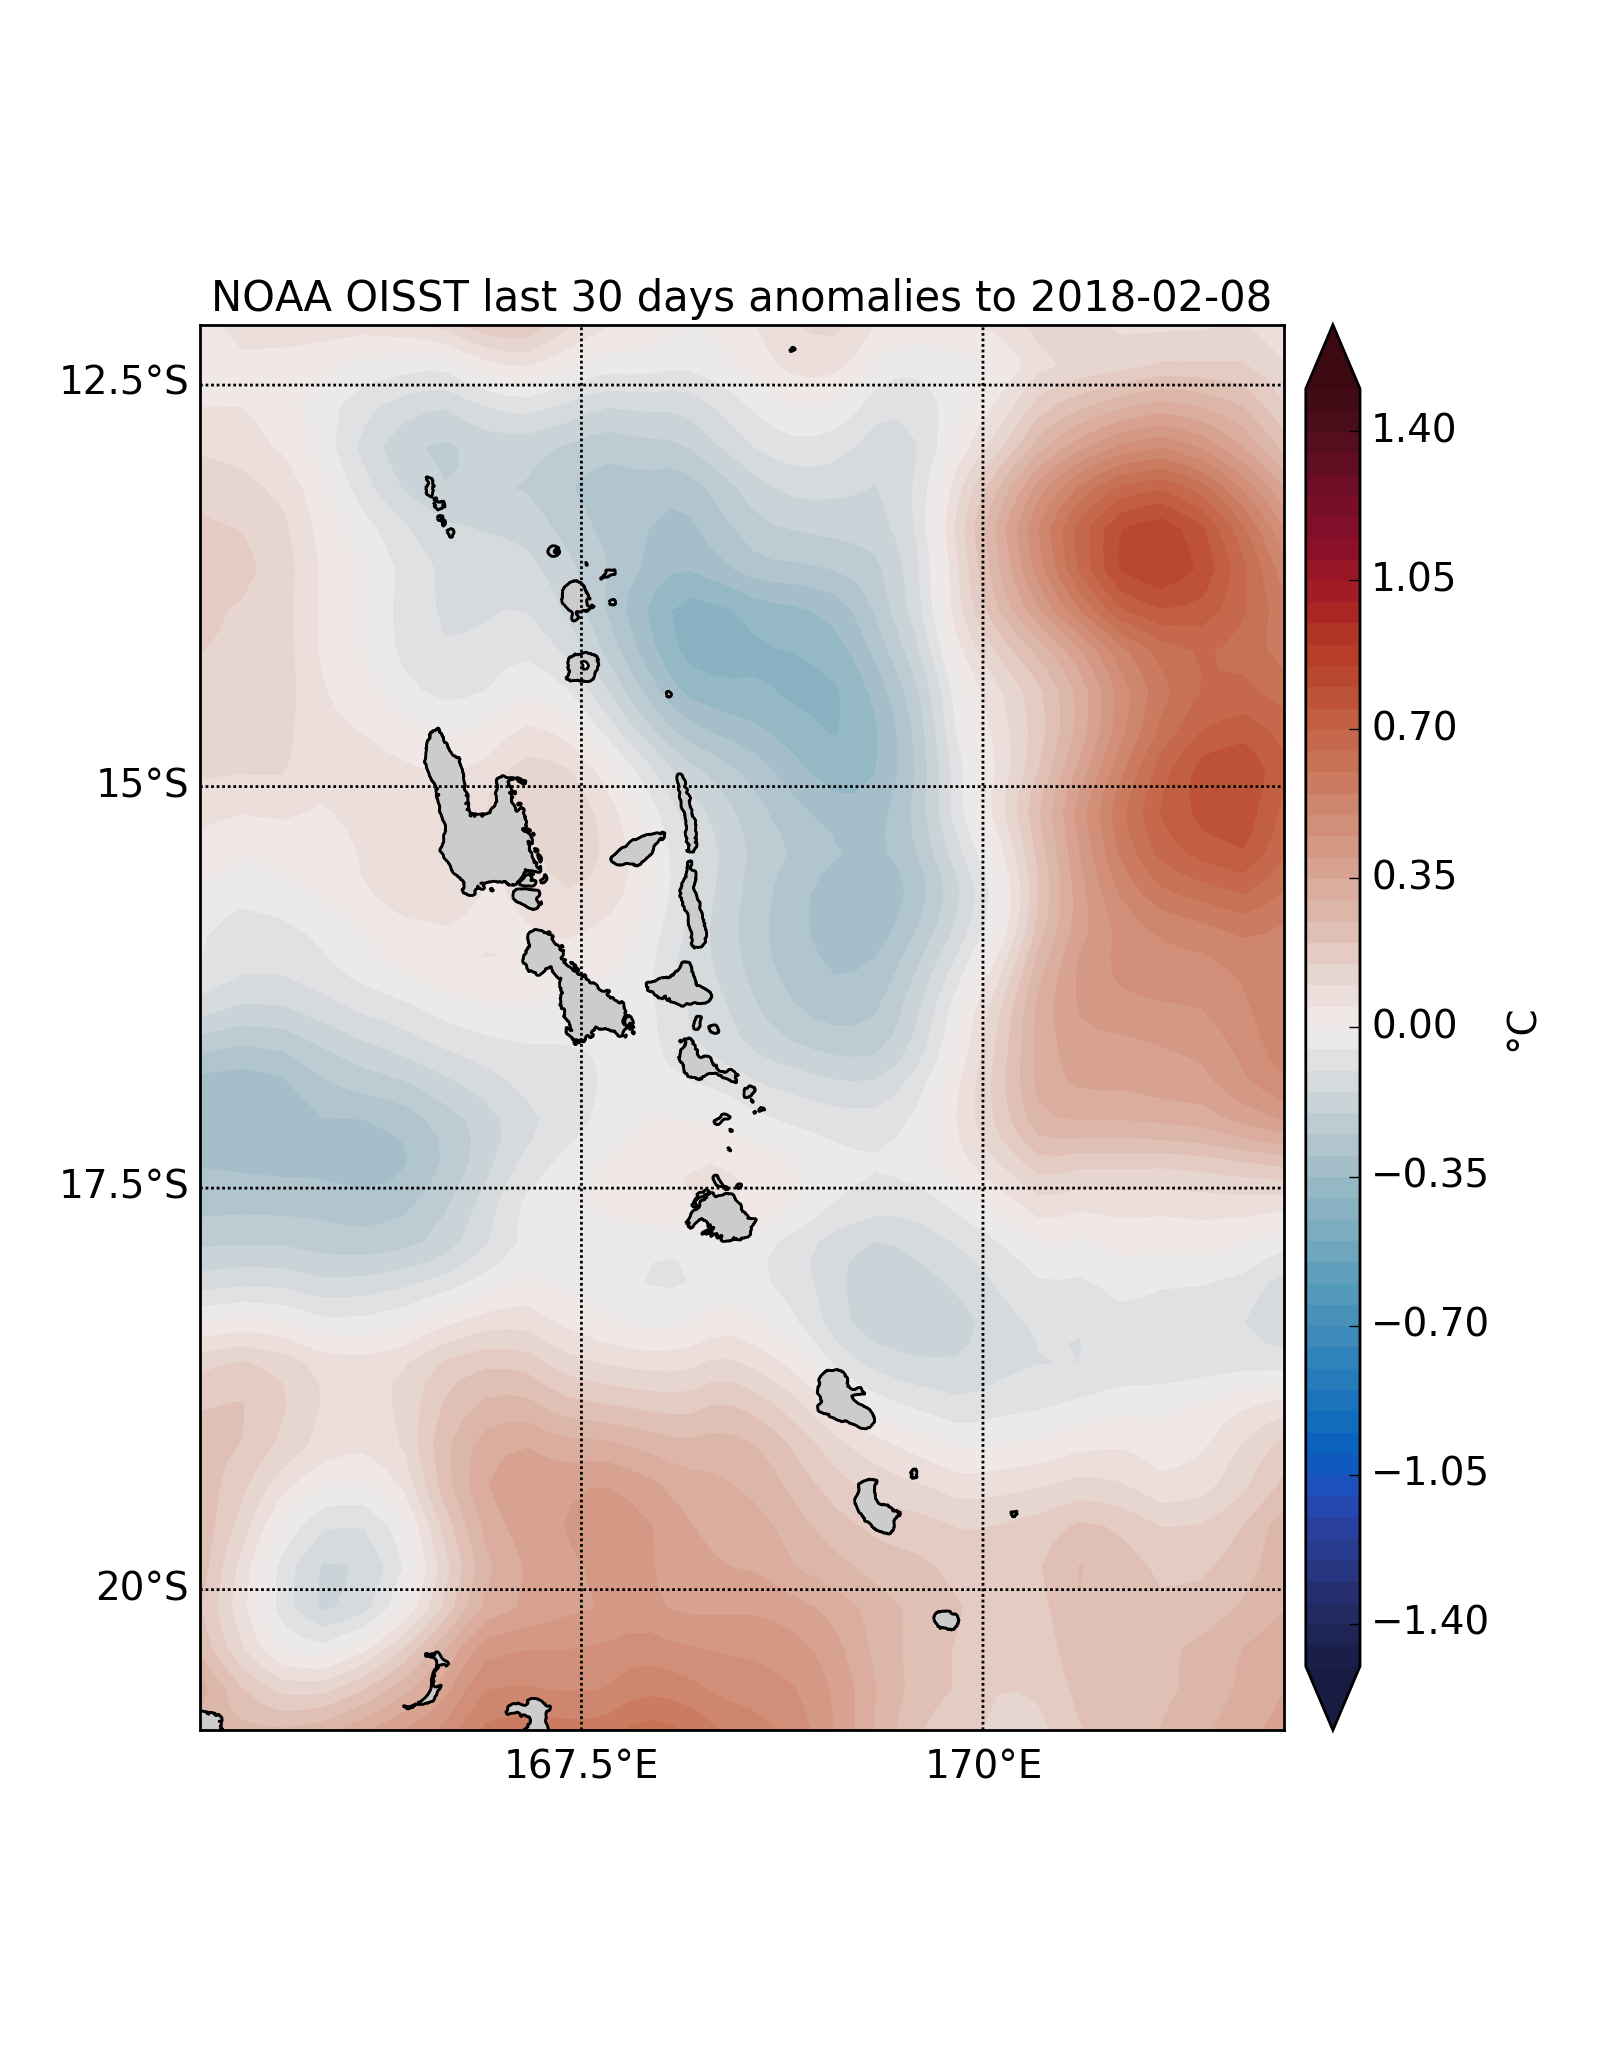 NOAA OISST last 30 days anomalies to 2018-02-08
12.5°S
15°S
17.5°S
20°S
167.5°E
170°E
1.40
1.05
0.70
0.35
0.00
−0.35
−0.70
−1.05
−1.40
°C